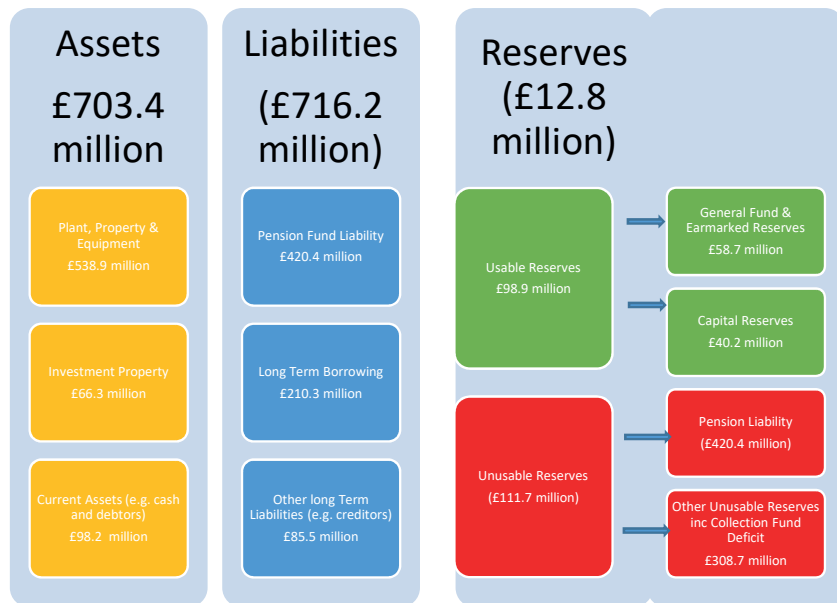 Assets
£703.4
million
Plant, Property &
Equipment
£538.9 million
Investment Property
£66.3 million
Current Assets (e.g. cash
and debtors)
£98.2 million
Liabilities
(£716.2
million)
Pension Fund Liability
£420.4 million
Long Term Borrowing
£210.3 million
Other long Term
Liabilities (e.g. creditors)
£85.5 million
Reserves
(£12.8
million)
Usable Reserves
£98.9 million
General Fund &
Earmarked Reserves
£58.7 million
Capital Reserves
£40.2 million
Unusable Reserves
(£111.7 million)
Pension Liability
(£420.4 million)
Other Unusable Reserves
inc Collection Fund
Deficit
£308.7 million